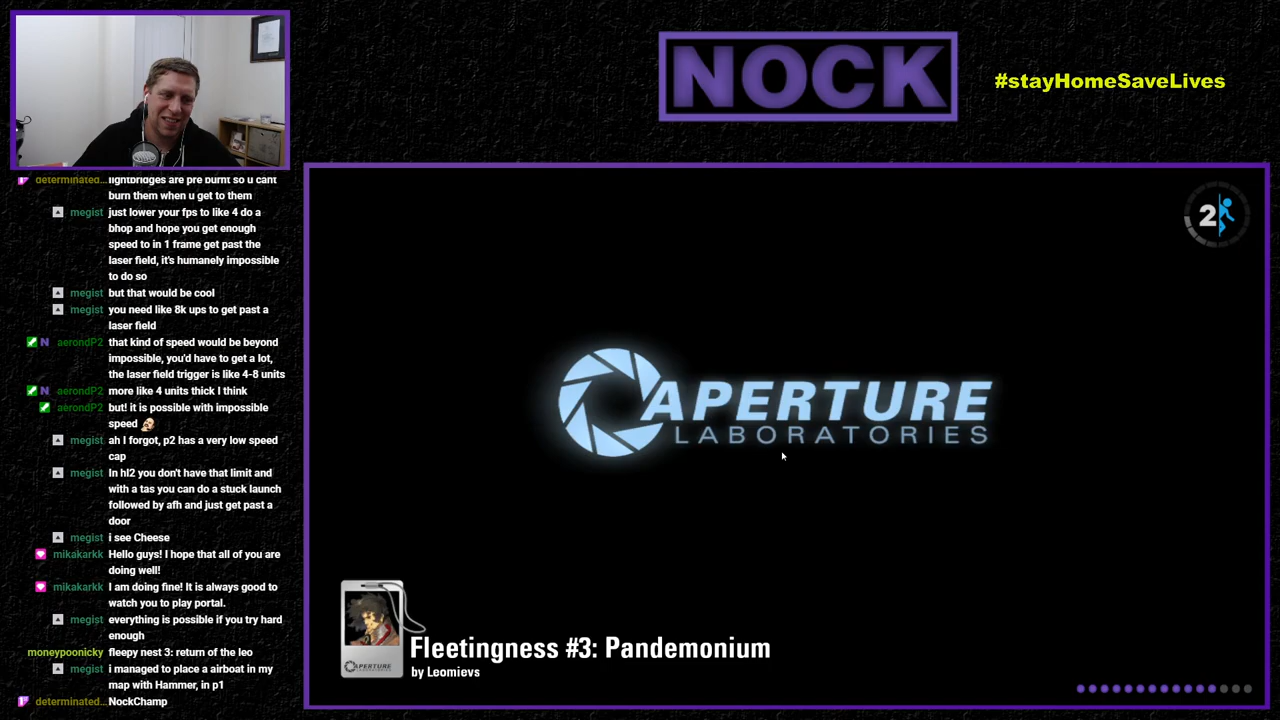 NOCK
#stayHomeSaveLives
determinated... lightbridges are pre burnt so u cant
burn them when u get to them
megist just lower your fps to like 4 do a
bhop and hope you get enough
speed to in 1 frame get past the
laser field, it's humanely impossible
to do so
megist but that would be cool
megist you need like 8k ups to get past a
laser field
N aerondP2 that kind of speed would be beyond
impossible, you'd have to get a lot,
the laser field trigger is like 4-8 units
N aerondP2 more like 4 units thick I think
aerondP2 but! it is possible with impossible
speed
megist ah I forgot, p2 has a very low speed
cap
megist In hl2 you don't have that limit and
with a tas you can do a stuck launch
followed by afh and just get past a
door
megist i see Cheese
mikakarkk Hello guys! I hope that all of you are
doing well!
mikakarkk I am doing fine! It is always good to
watch you to play portal.
megist everything is possible if you try hard
enough
moneypoonicky fleepy nest 3: return of the leo
megist i managed to place a airboat in my
map with Hammer, in p1
determinated... NockChamp
2
APERTURE
LABORATORIES
APERTURE
Fleetingness #3: Pandemonium
by Leomievs